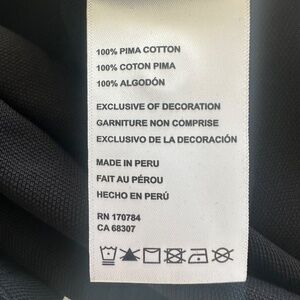 100% PIMA COTTON
100% COTON PIMA
100% ALGODÓN
EXCLUSIVE OF DECORATION
GARNITURE NON COMPRISE
EXCLUSIVO DE LA DECORACIÓN
MADE IN PERU
FAIT AU PÉROU
HECHO EN PERÚ
RN 170784
CA 68307